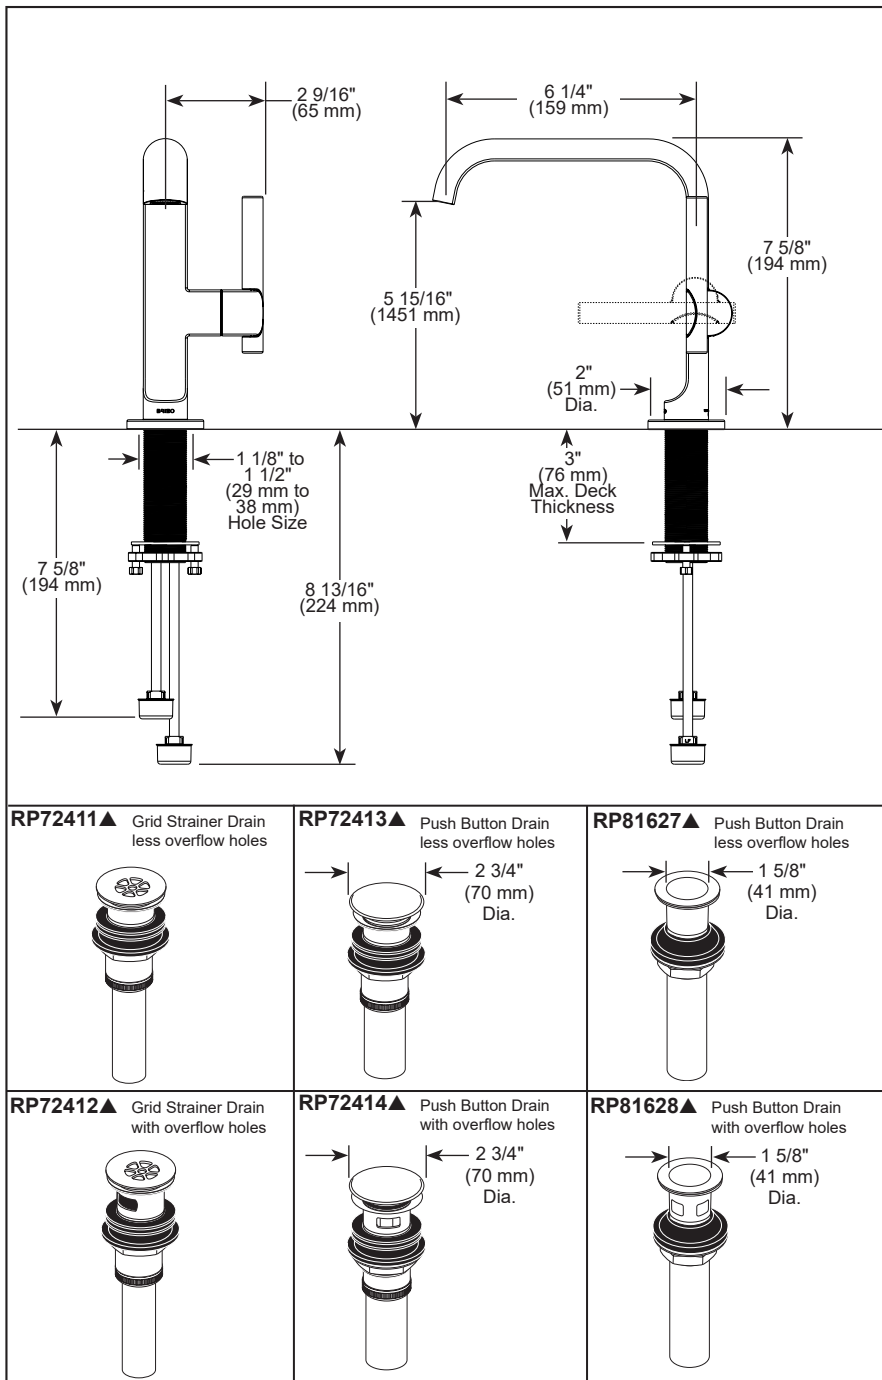 2 9/16"
(65 mm)
6 1/4"
(159 mm)
7 5/8"
(194 mm)
5 15/16"
(1451 mm)
2"
(51 mm)
Dia.
BRIZO
1 1/8" to
1 1/2"
(29 mm to
38 mm)
Hole Size
3"
(76 mm)
Max. Deck
Thickness
7 5/8"
(194 mm)
8 13/16"
(224 mm)
RP72411▲ Grid Strainer Drain
less overflow holes
RP72413▲ Push Button Drain
less overflow holes
2 3/4"
(70 mm)
Dia.
RP81627▲ Push Button Drain
less overflow holes
1 5/8"
(41 mm)
Dia.
RP72412▲ Grid Strainer Drain
with overflow holes
RP72414▲ Push Button Drain
with overflow holes
2 3/4"
(70 mm)
Dia.
RP81628▲ Push Button Drain
with overflow holes
1 5/8"
(41 mm)
Dia.